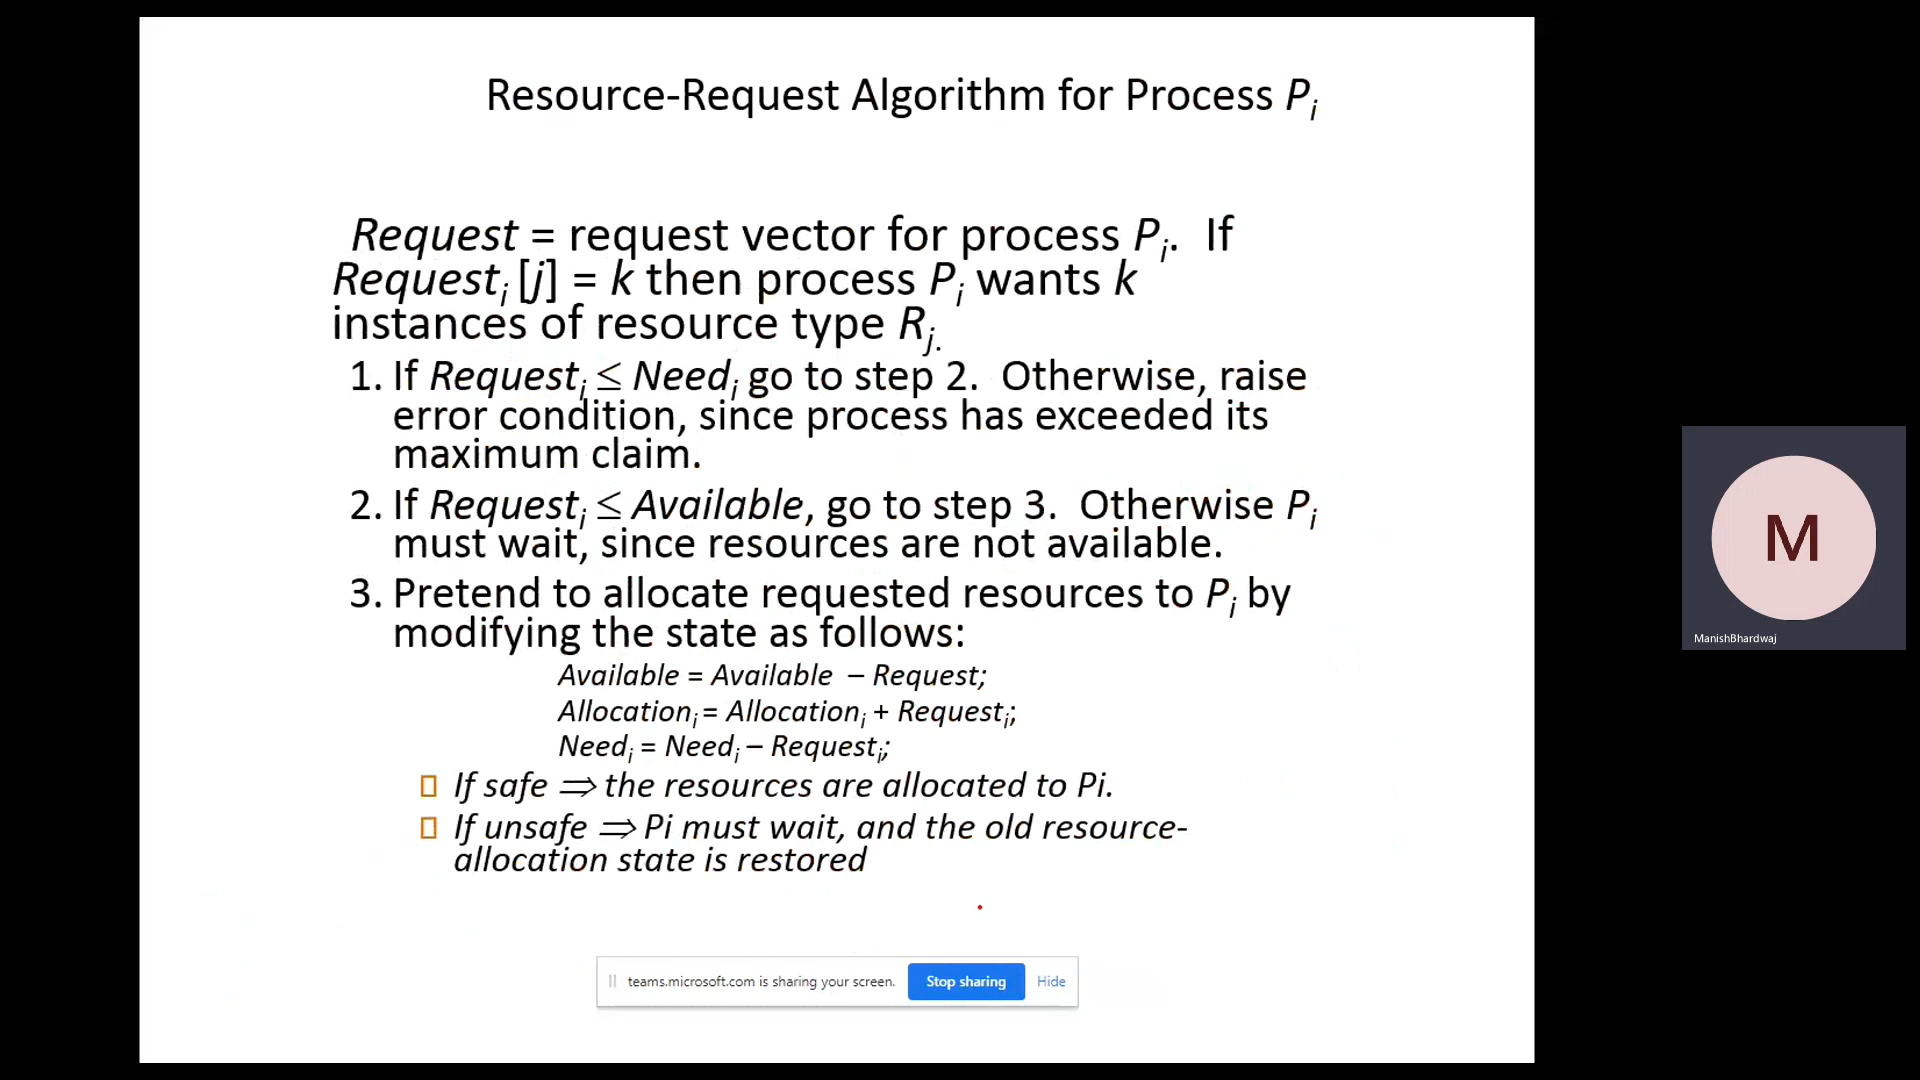 Resource-Request Algorithm for Process Pi
Request = request vector for process Pi. If
Requesti [j] = k then process Pi wants k
instances of resource type Rj.
1. If Requesti ≤ Needi go to step 2. Otherwise, raise
error condition, since process has exceeded its
maximum claim.
2. If Requesti ≤ Available, go to step 3. Otherwise Pi
must wait, since resources are not available.
3. Pretend to allocate requested resources to Pi by
modifying the state as follows:
Available = Available – Request;
Allocationi = Allocationi + Requesti;
Needi = Needi – Requesti;
If safe ⇒ the resources are allocated to Pi.
If unsafe ⇒ Pi must wait, and the old resource-
allocation state is restored
teams.microsoft.com is sharing your screen. Stop sharing Hide
M
ManishBhardwaj